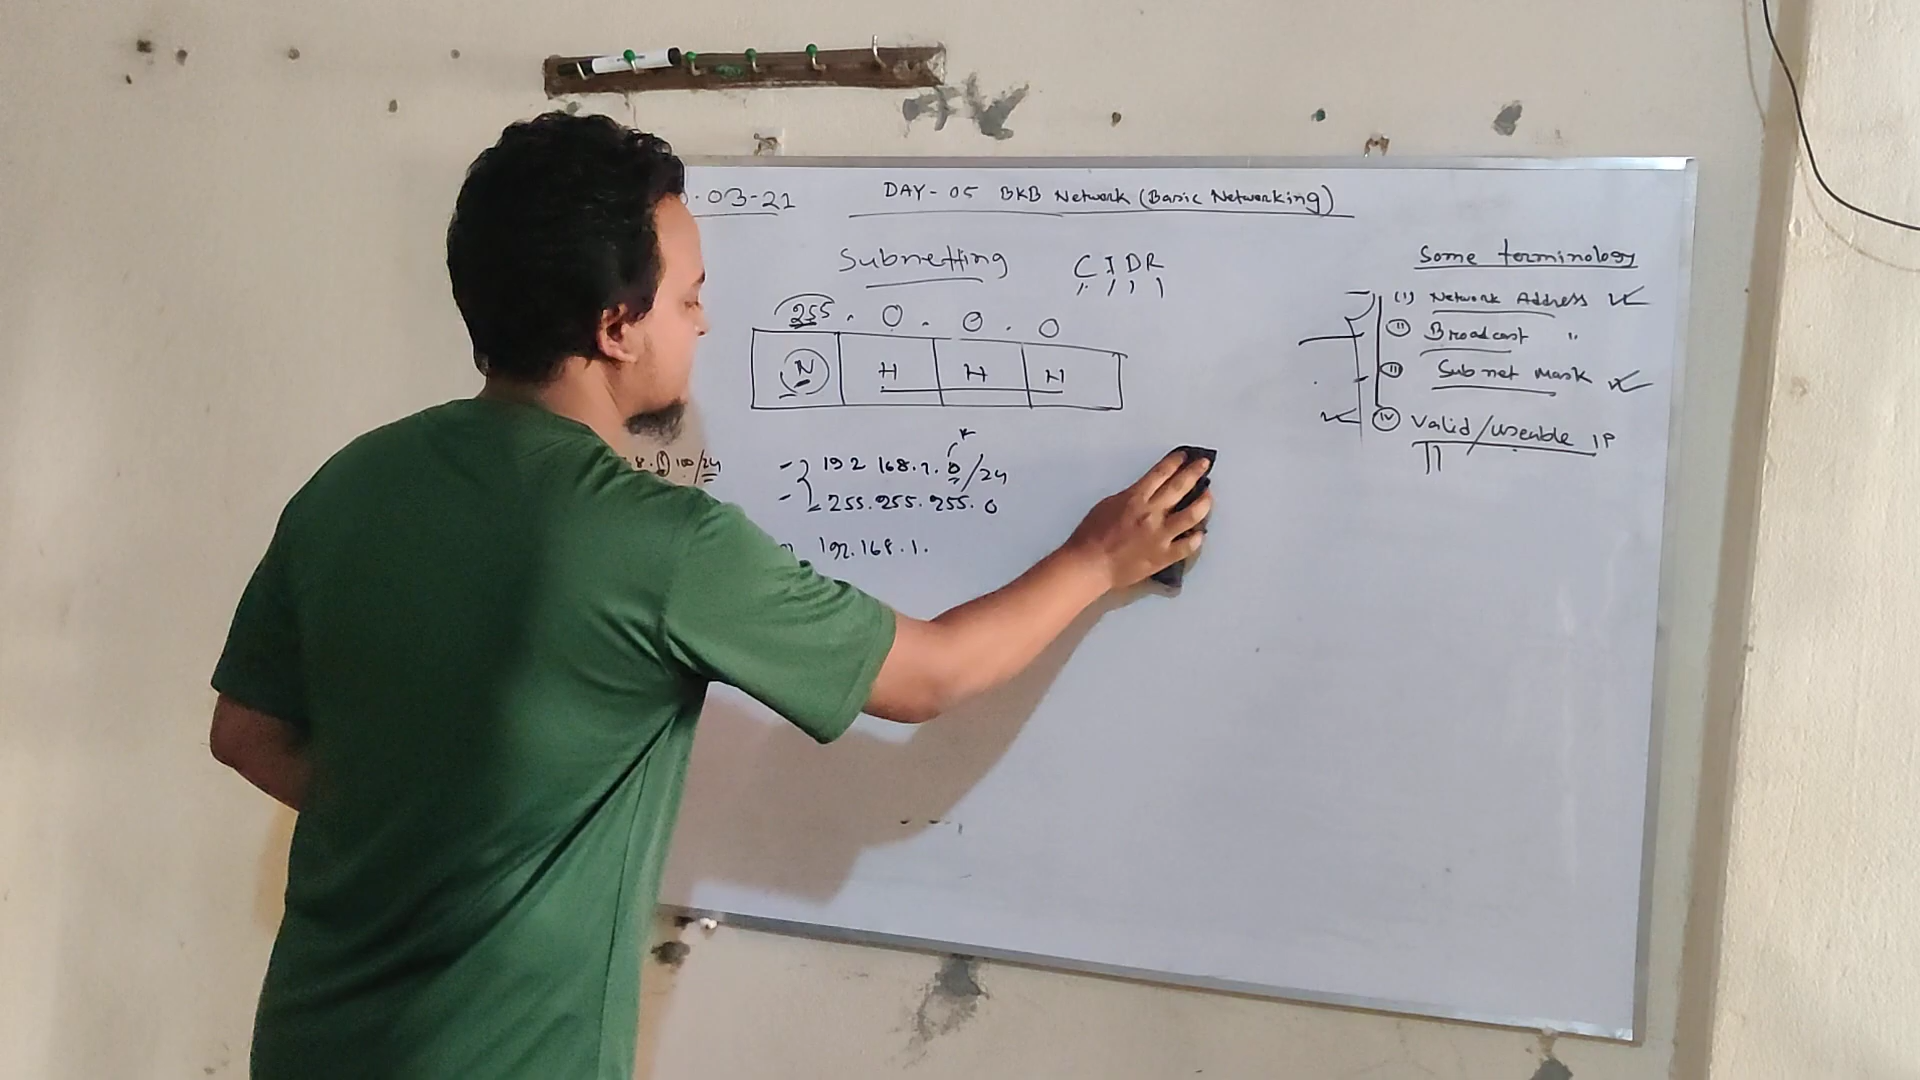 03-21
DAY-05 BKB Network (Basic Networking)
Subnetting CIDR
255.0.0.0
N H H H
100/24
192 168.1.0/24
255.255.255.0
192.168.1.
Some terminology
(i) Network Address
(ii) Broadcast "
(iii) Subnet Mask
(iv) Valid/useable IP